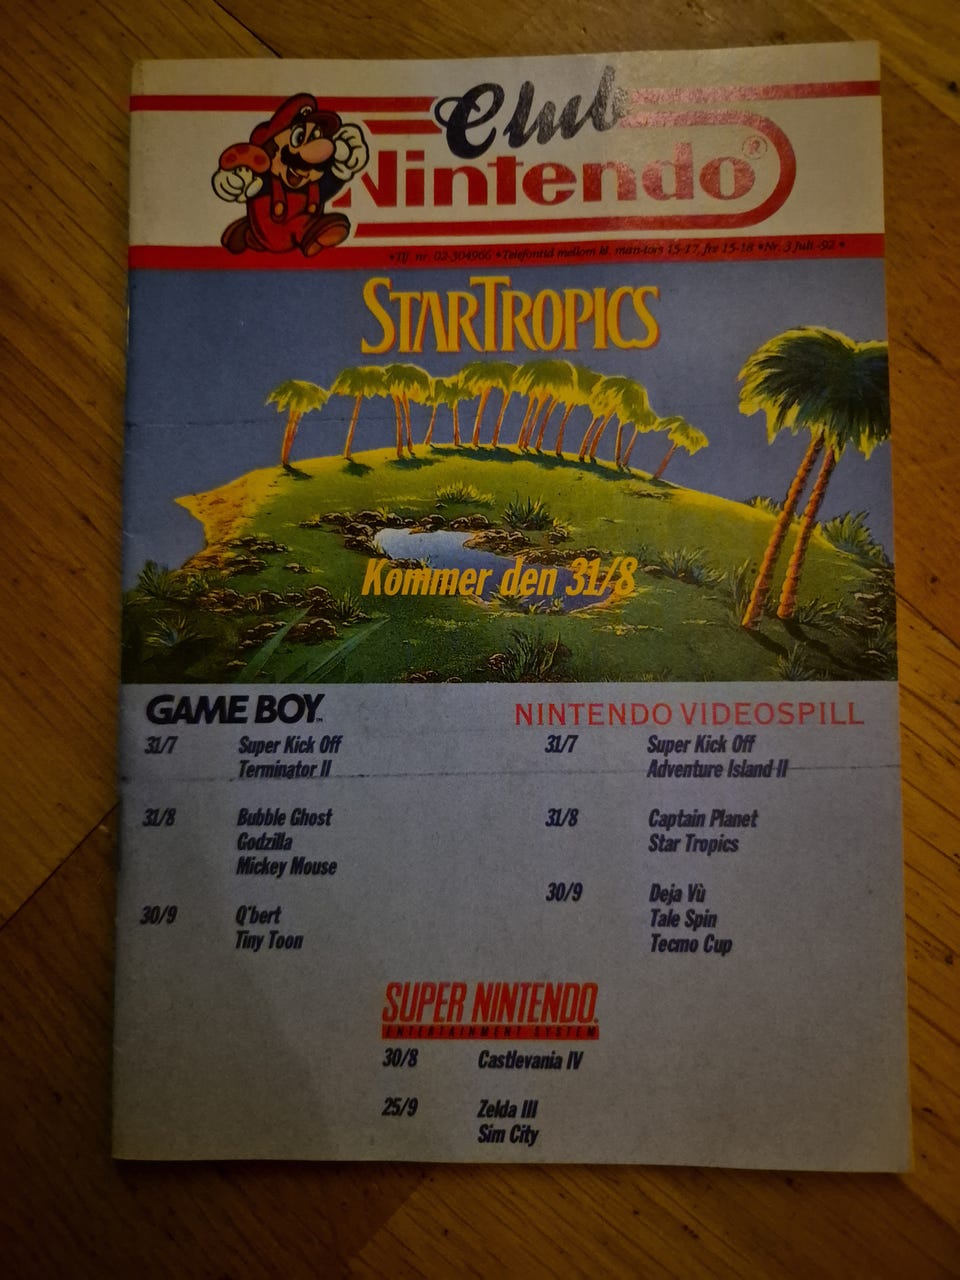 Club
Nintendo®
•Tlf. nr. 02-304966 •Telefontid mellom kl. man-tors 15-17, fre 15-18 •Nr. 3 Juli -92 •
STARTROPICS
Kommer den 31/8
GAME BOY™
31/7 Super Kick Off
Terminator II
31/8 Bubble Ghost
Godzilla
Mickey Mouse
30/9 Q*bert
Tiny Toon
NINTENDO VIDEOSPILL
31/7 Super Kick Off
Adventure Island II
31/8 Captain Planet
Star Tropics
30/9 Deja Vù
Tale Spin
Tecmo Cup
SUPER NINTENDO®
ENTERTAINMENT SYSTEM
30/8 Castlevania IV
25/9 Zelda III
Sim City